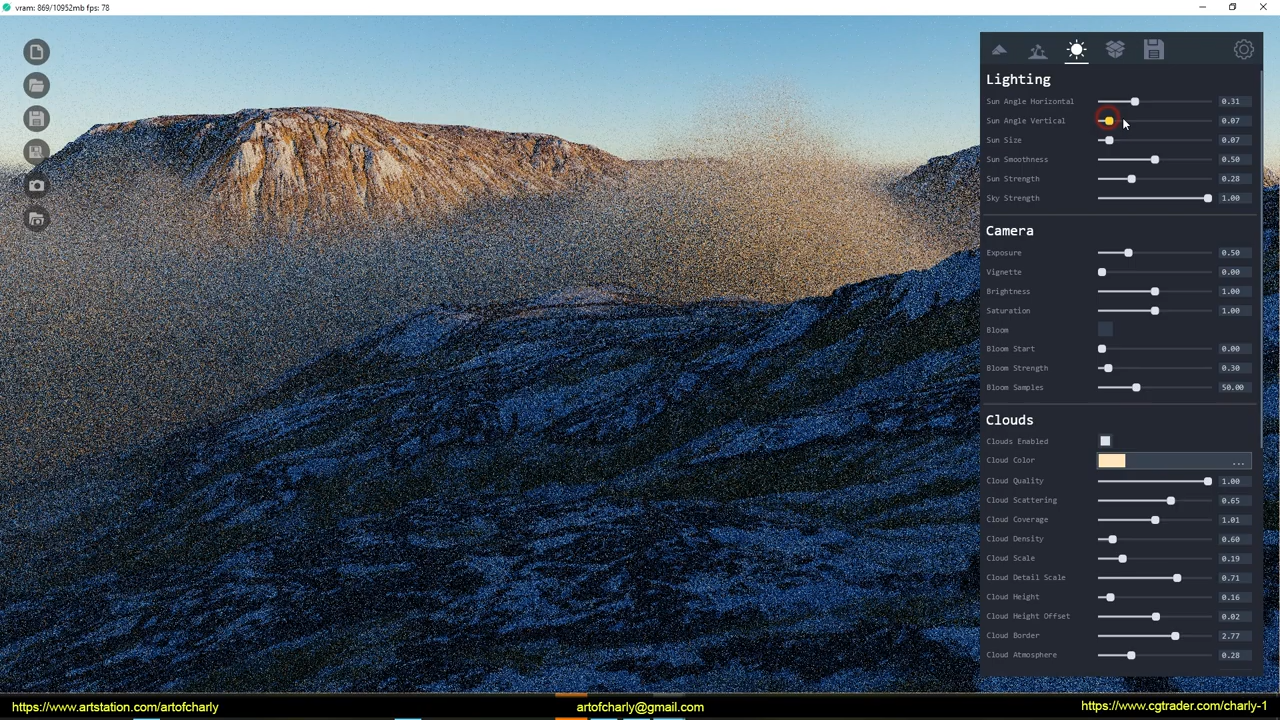 vram: 869/10952mb fps: 78
Lighting
Sun Angle Horizontal 0.31
Sun Angle Vertical 0.07
Sun Size 0.07
Sun Smoothness 0.50
Sun Strength 0.28
Sky Strength 1.00
Camera
Exposure 0.50
Vignette 0.00
Brightness 1.00
Saturation 1.00
Bloom
Bloom Start 0.00
Bloom Strength 0.30
Bloom Samples 50.00
Clouds
Clouds Enabled
Cloud Color ...
Cloud Quality 1.00
Cloud Scattering 0.65
Cloud Coverage 1.01
Cloud Density 0.60
Cloud Scale 0.19
Cloud Detail Scale 0.71
Cloud Height 0.16
Cloud Height Offset 0.02
Cloud Border 2.77
Cloud Atmosphere 0.28
https://www.artstation.com/artofcharly artofcharly@gmail.com https://www.cgtrader.com/charly-1